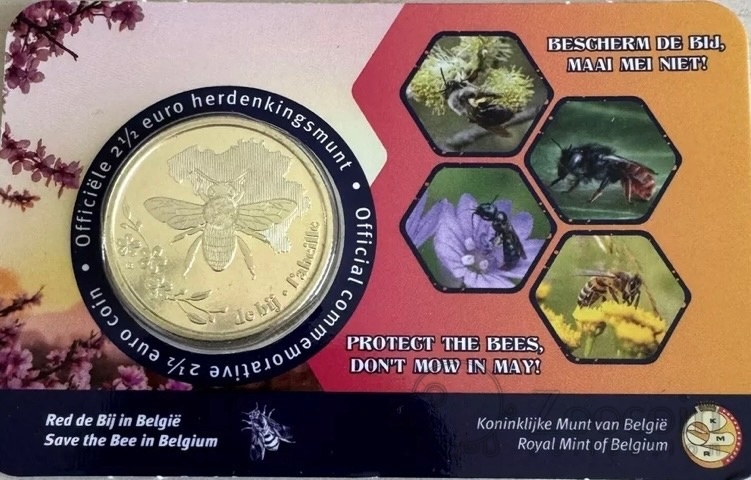 Officiële 2½ euro herdenkingsmunt •
Official commemorative 2½ euro coin •
de bij • l'abeille
BESCHERM DE BIJ,
MAAI MEI NIET!
PROTECT THE BEES,
DON'T MOW IN MAY!
Red de Bij in België
Save the Bee in Belgium
Koninklijke Munt van België
Royal Mint of Belgium
KMR